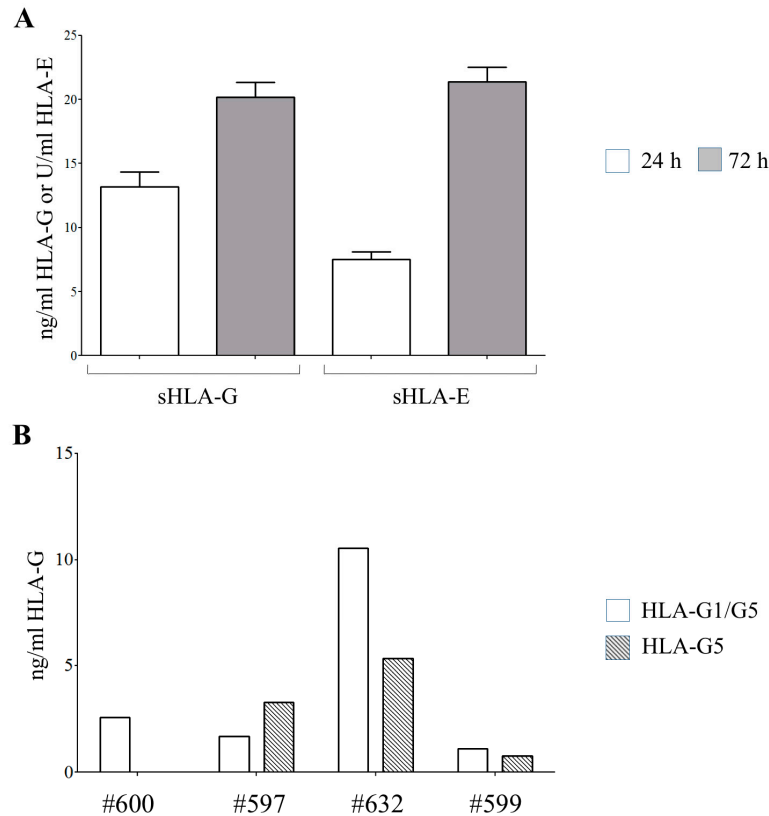 A
ng/ml HLA-G or U/ml HLA-E
25
20
15
10
5
0
sHLA-G
sHLA-E
24 h
72 h
B
ng/ml HLA-G
15
10
5
0
#600
#597
#632
#599
HLA-G1/G5
HLA-G5